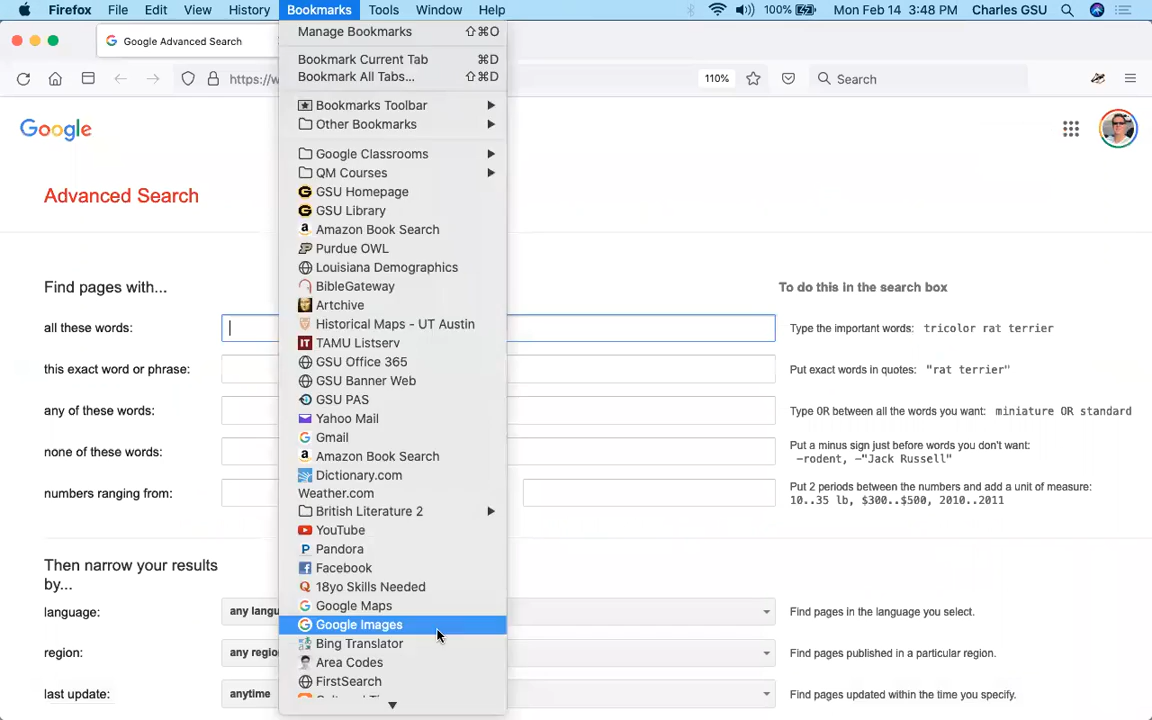 Firefox File Edit View History Bookmarks Tools Window Help 100% Mon Feb 14 3:48 PM Charles GSU
Google Advanced Search
https://w
110%
Search
Manage Bookmarks ⇧⌘O
Bookmark Current Tab ⌘D
Bookmark All Tabs... ⇧⌘D
Bookmarks Toolbar
Other Bookmarks
Google Classrooms
QM Courses
GSU Homepage
GSU Library
Amazon Book Search
Purdue OWL
Louisiana Demographics
BibleGateway
Artchive
Historical Maps - UT Austin
TAMU Listserv
GSU Office 365
GSU Banner Web
GSU PAS
Yahoo Mail
Gmail
Amazon Book Search
Dictionary.com
Weather.com
British Literature 2
YouTube
Pandora
Facebook
18yo Skills Needed
Google Maps
Google Images
Bing Translator
Area Codes
FirstSearch
Google
Advanced Search
Find pages with...
To do this in the search box
all these words:
Type the important words: tricolor rat terrier
this exact word or phrase:
Put exact words in quotes: "rat terrier"
any of these words:
Type OR between all the words you want: miniature OR standard
none of these words:
Put a minus sign just before words you don't want:
-rodent, -"Jack Russell"
numbers ranging from:
Put 2 periods between the numbers and add a unit of measure:
10..35 lb, $300..$500, 2010..2011
Then narrow your results
by...
language:
any langu
Find pages in the language you select.
region:
any regio
Find pages published in a particular region.
last update:
anytime
Find pages updated within the time you specify.